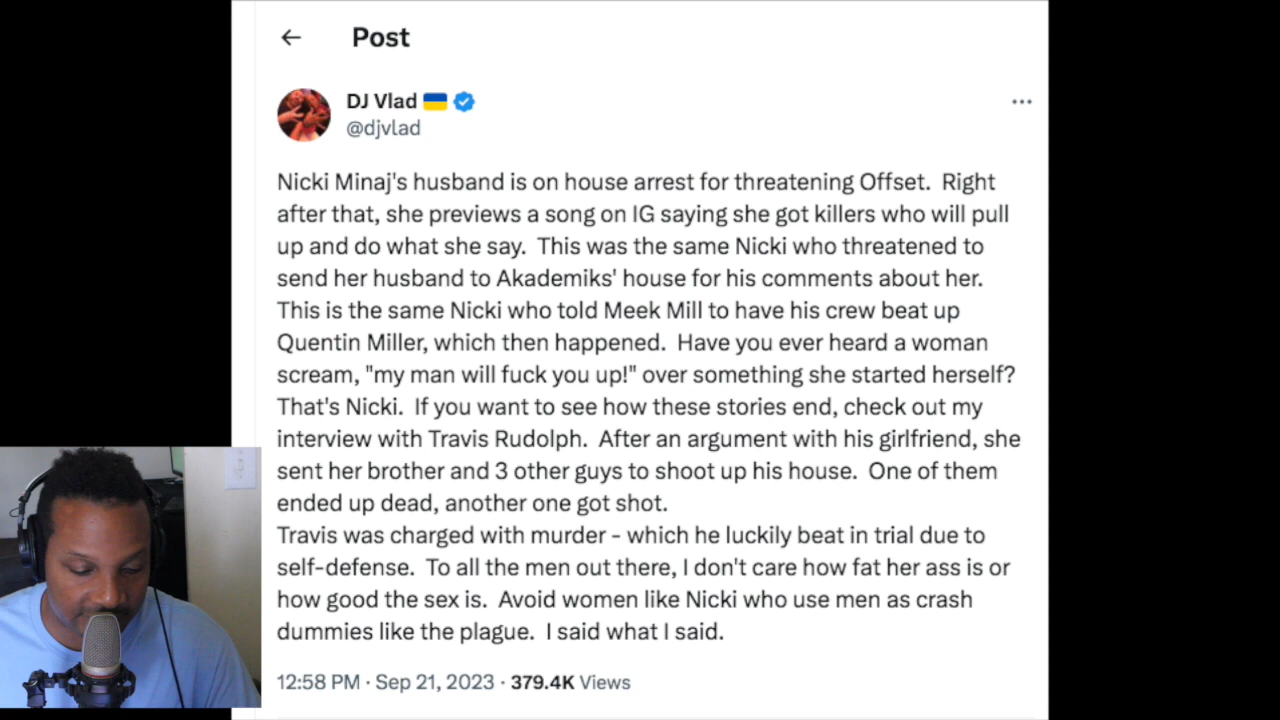 Post
DJ Vlad 🇺🇦
@djvlad
Nicki Minaj's husband is on house arrest for threatening Offset.  Right
after that, she previews a song on IG saying she got killers who will pull
up and do what she say.  This was the same Nicki who threatened to
send her husband to Akademiks' house for his comments about her.
This is the same Nicki who told Meek Mill to have his crew beat up
Quentin Miller, which then happened.  Have you ever heard a woman
scream, "my man will fuck you up!" over something she started herself?
That's Nicki.  If you want to see how these stories end, check out my
interview with Travis Rudolph.  After an argument with his girlfriend, she
sent her brother and 3 other guys to shoot up his house.  One of them
ended up dead, another one got shot.
Travis was charged with murder - which he luckily beat in trial due to
self-defense.  To all the men out there, I don't care how fat her ass is or
how good the sex is.  Avoid women like Nicki who use men as crash
dummies like the plague.  I said what I said.
12:58 PM · Sep 21, 2023 · 379.4K Views